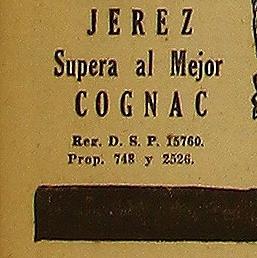 JEREZ
Supera al Mejor
COGNAC
Reg. D. S. P. 15760.
Prop. 748 y 2526.